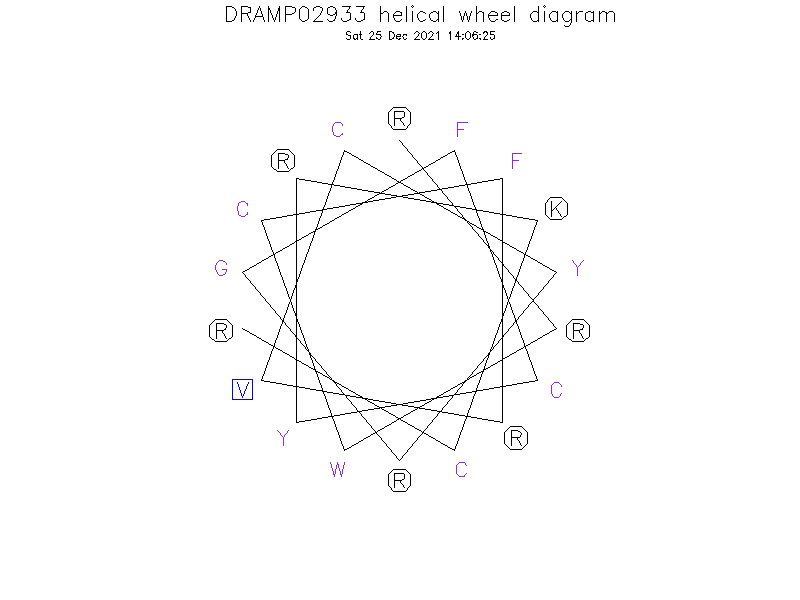 DRAMP02933 helical wheel diagram
Sat 25 Dec 2021 14:06:25
R
C F
R F
C K
G Y
R R
V C
Y R
W C
R